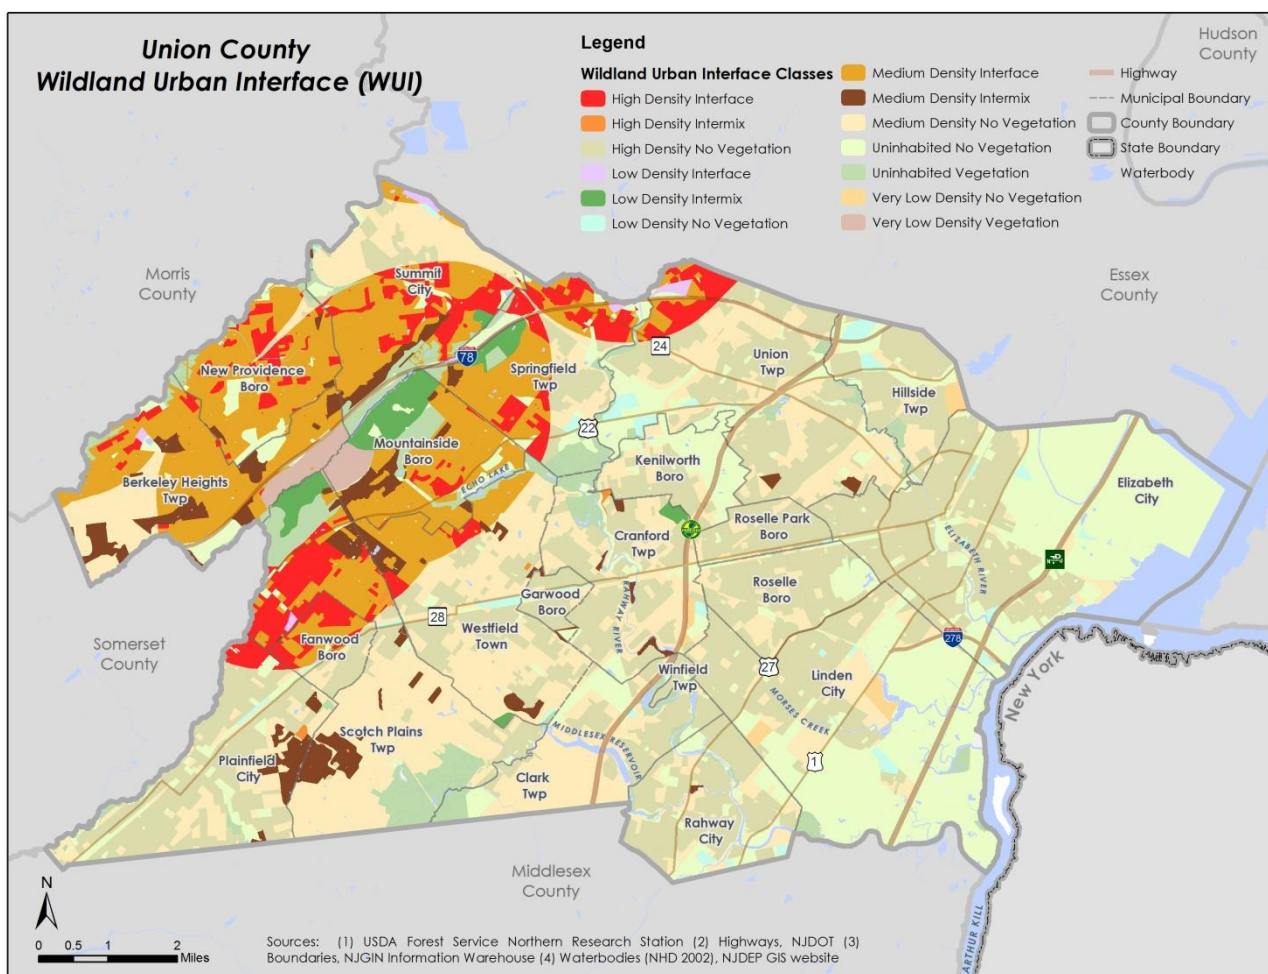 Union County
Wildland Urban Interface (WUI)
Legend
Wildland Urban Interface Classes
High Density Interface
High Density Intermix
High Density No Vegetation
Low Density Interface
Low Density Intermix
Low Density No Vegetation
Medium Density Interface
Medium Density Intermix
Medium Density No Vegetation
Uninhabited No Vegetation
Uninhabited Vegetation
Very Low Density No Vegetation
Very Low Density Vegetation
Highway
Municipal Boundary
County Boundary
State Boundary
Waterbody
Hudson
County
Morris
County
Essex
County
Summit
City
78
24
New Providence
Boro
Springfield
Twp
Union
Twp
Hillside
Twp
22
Mountainside
Boro
Kenilworth
Boro
ECHO LAKE
Berkeley Heights
Twp
Elizabeth
City
Cranford
Twp
Roselle Park
Boro
ELIZABETH RIVER
Roselle
Boro
Garwood
Boro
RAHWAY RIVER
28
Westfield
Town
Fanwood
Boro
Somerset
County
278
27
Winfield
Twp
Linden
City
New York
MORSES CREEK
Scotch Plains
Twp
Plainfield
City
MIDDLESEX RESERVOIR
1
Clark
Twp
Rahway
City
Middlesex
County
ARTHUR KILL
N
0 0.5 1 2
Miles
Sources: (1) USDA Forest Service Northern Research Station (2) Highways, NJDOT (3)
Boundaries, NJGIN Information Warehouse (4) Waterbodies (NHD 2002), NJDEP GIS website